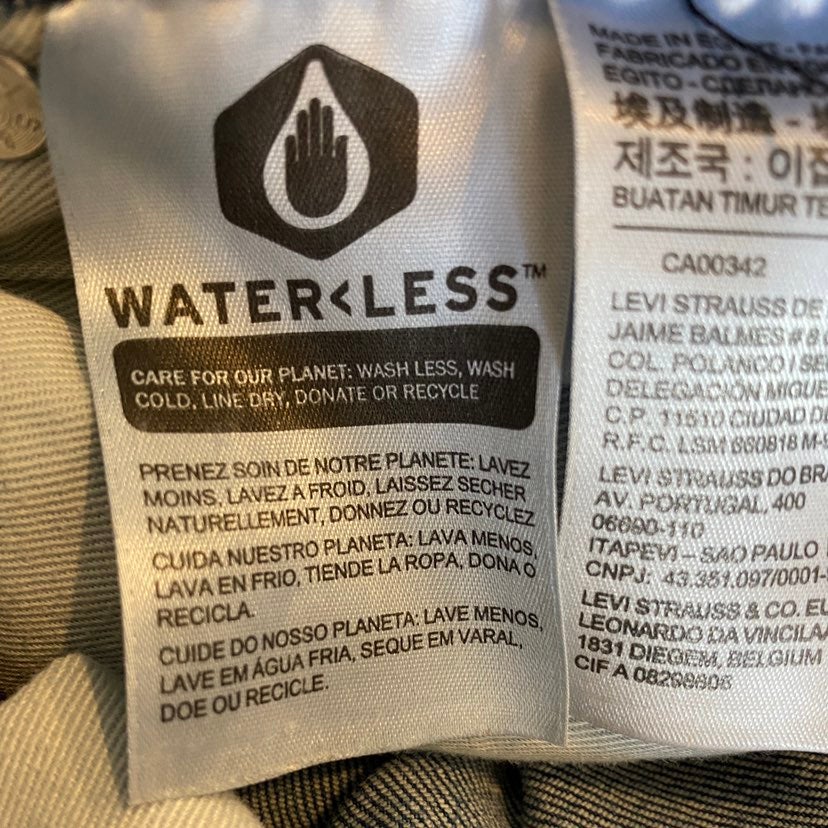 WATER<LESS™
CARE FOR OUR PLANET: WASH LESS, WASH
COLD, LINE DRY, DONATE OR RECYCLE
PRENEZ SOIN DE NOTRE PLANETE: LAVEZ
MOINS, LAVEZ A FROID, LAISSEZ SECHER
NATURELLEMENT, DONNEZ OU RECYCLEZ
CUIDA NUESTRO PLANETA: LAVA MENOS,
LAVA EN FRIO, TIENDE LA ROPA, DONA O
RECICLA.
CUIDE DO NOSSO PLANETA: LAVE MENOS,
LAVE EM ÁGUA FRIA, SEQUE EM VARAL,
DOE OU RECICLE.
MADE IN EGYPT
FABRICADO EN
EGITO - СДЕЛАНО
埃及制造 -
제조국 : 이집
BUATAN TIMUR TE
CA00342
LEVI STRAUSS DE
JAIME BALMES # 8
COL. POLANCO I SE
DELEGACION MIGUE
C.P. 11510 CIUDAD D
R.F.C. LSM 860818 M-
LEVI STRAUSS DO BRA
AV. PORTUGAL, 400
06690-110
ITAPEVI – SAO PAULO
CNPJ: 43.351.097/0001-
LEVI STRAUSS & CO. EU
LEONARDO DA VINCILAA
1831 DIEGEM, BELGIUM
CIF A